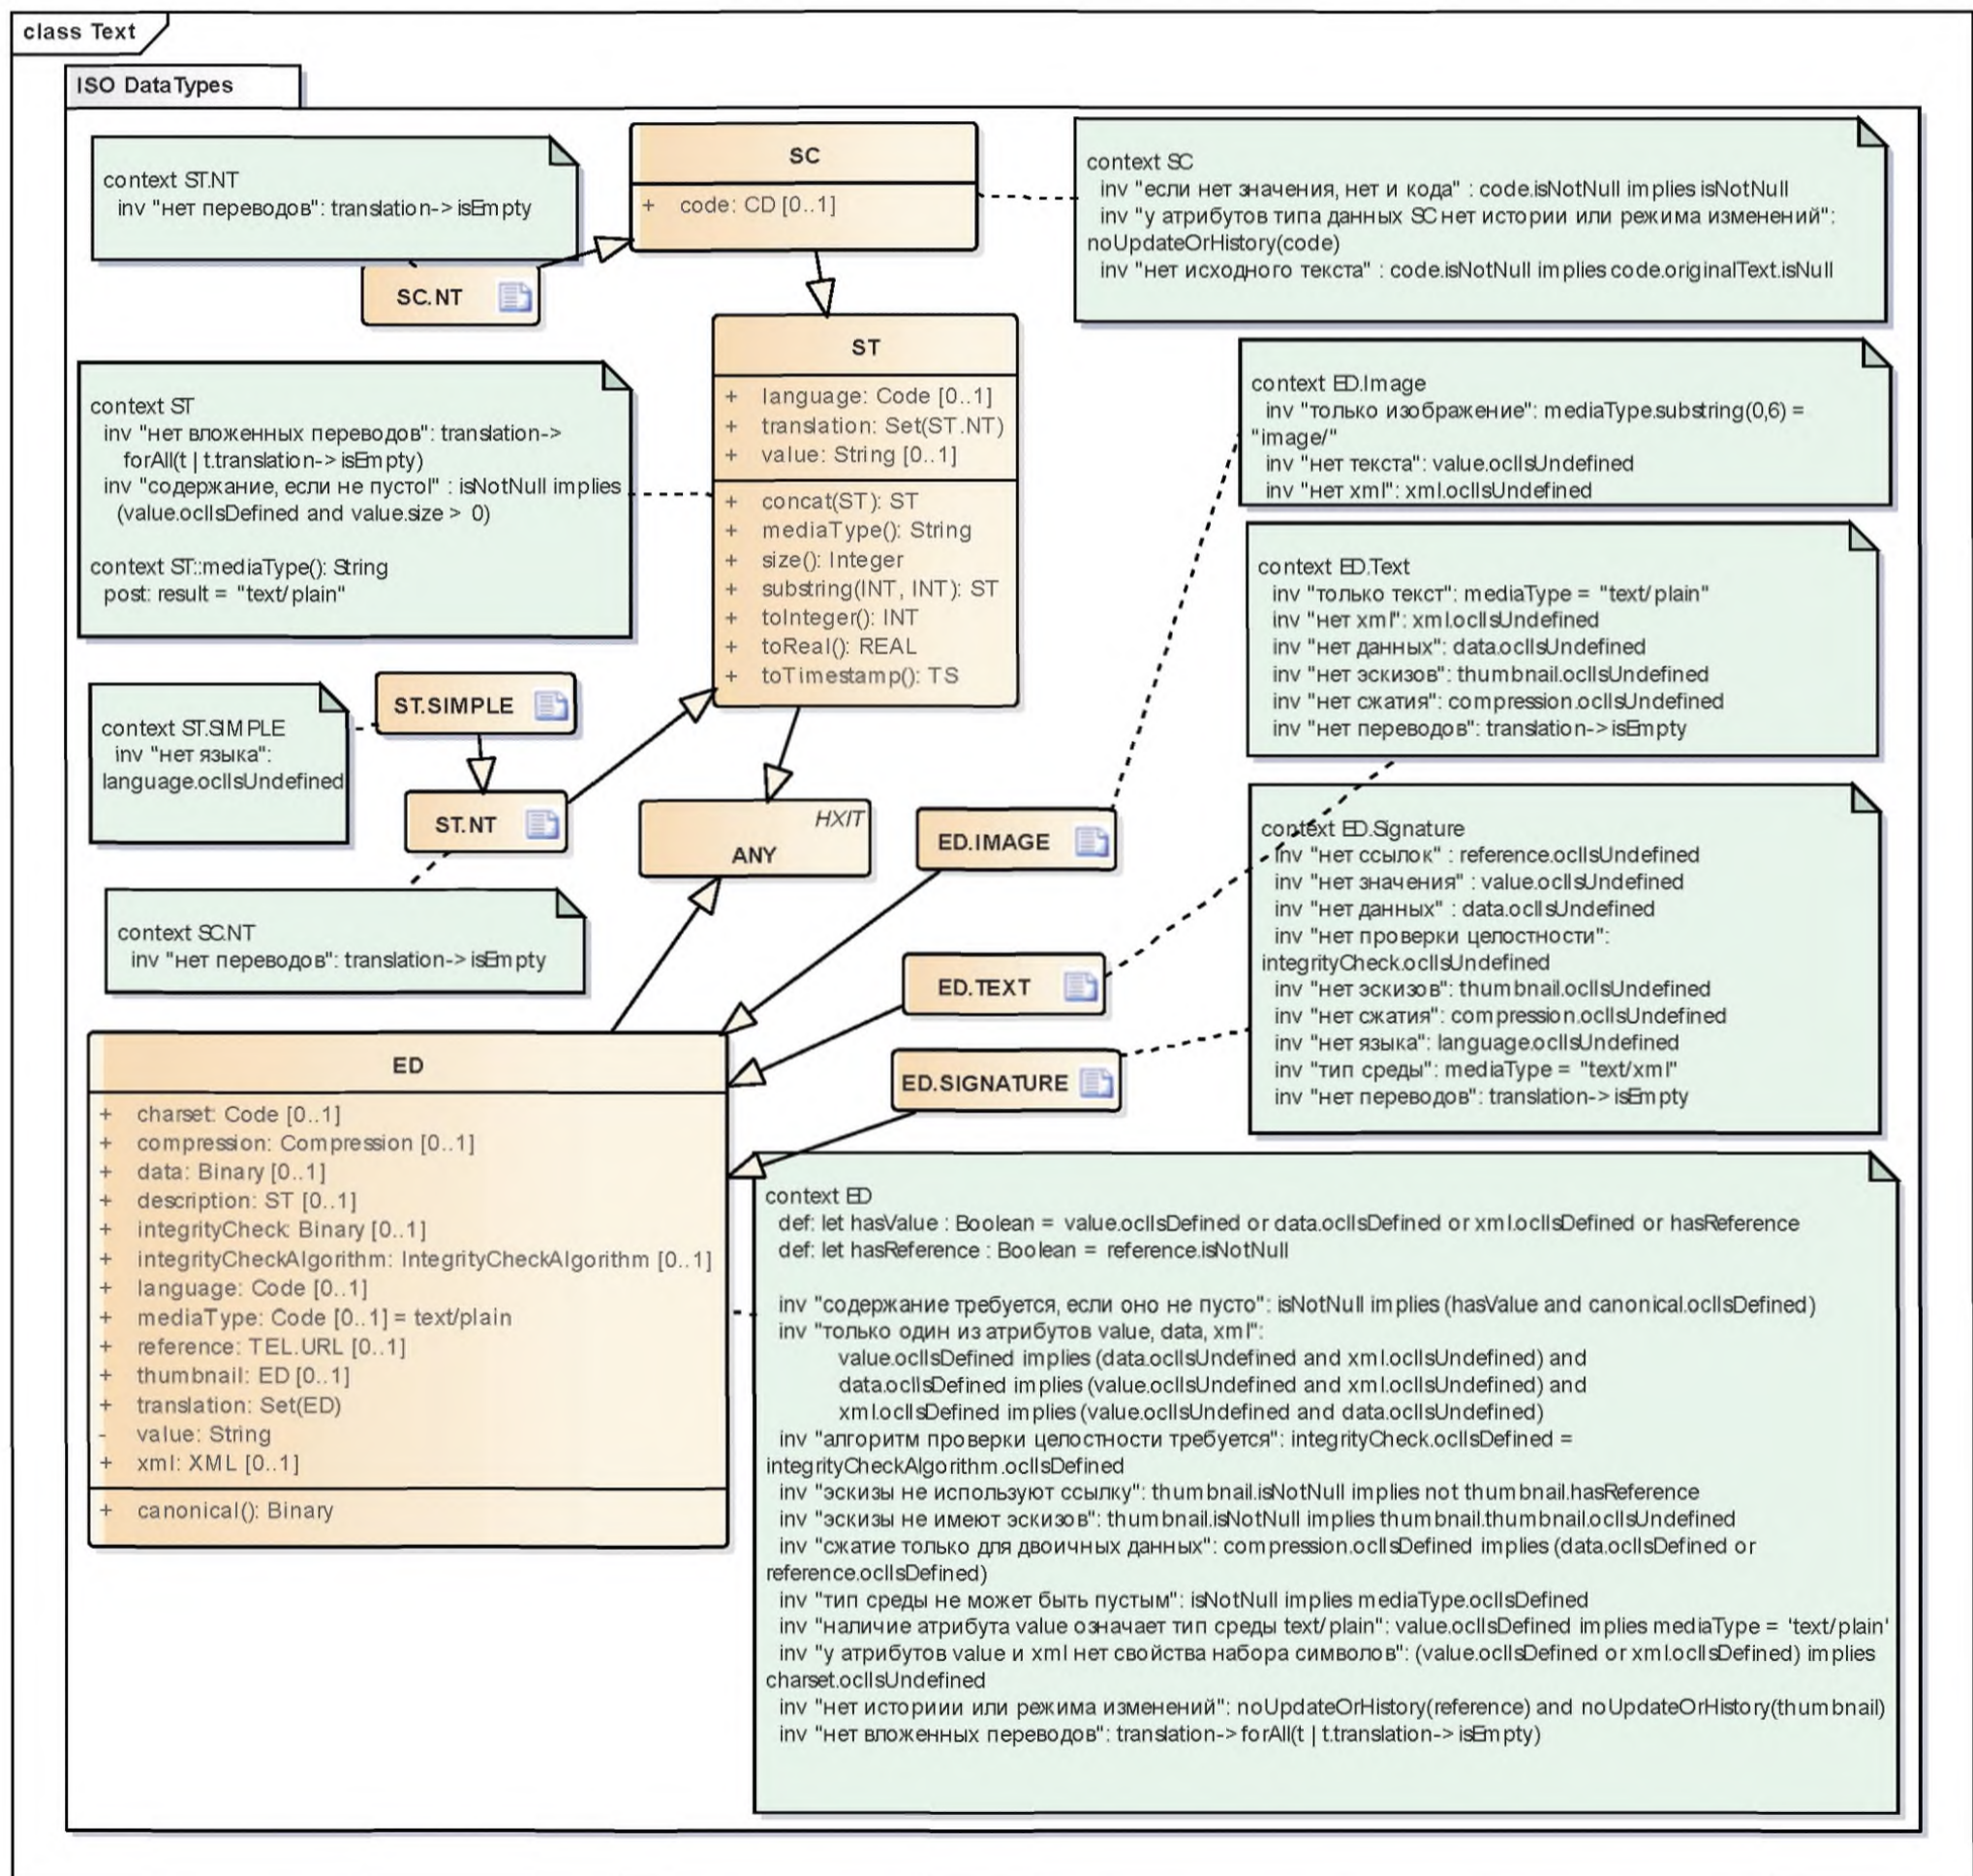 class Text
ISO DataTypes
context ST.NT
inv "нет переводов": translation->isEmpty
SC
+ code: CD [0..1]
context SC
inv "если нет значения, нет и кода" : code.isNotNull implies isNotNull
inv "у атрибутов типа данных SC нет истории или режима изменений":
noUpdateOrHistory(code)
inv "нет исходного текста" : code.isNotNull implies code.originalText.isNull
SC.NT
ST
+ language: Code [0..1]
+ translation: Set(ST.NT)
+ value: String [0..1]
+ concat(ST): ST
+ mediaType(): String
+ size(): Integer
+ substring(INT, INT): ST
+ toInteger(): INT
+ toReal(): REAL
+ toTimestamp(): TS
context ST
inv "нет вложенных переводов": translation->
forAll(t | t.translation->isEmpty)
inv "содержание, если не пустоI" : isNotNull implies
(value.oclIsDefined and value.size > 0)
context ST::mediaType(): String
post: result = "text/plain"
context ED.Image
inv "только изображение": mediaType.substring(0,6) =
"image/"
inv "нет текста": value.oclIsUndefined
inv "нет xml": xml.oclIsUndefined
context ED.Text
inv "только текст": mediaType = "text/plain"
inv "нет xml": xml.oclIsUndefined
inv "нет данных": data.oclIsUndefined
inv "нет эскизов": thumbnail.oclIsUndefined
inv "нет сжатия": compression.oclIsUndefined
inv "нет переводов": translation->isEmpty
context ST.SIMPLE
inv "нет языка":
language.oclIsUndefined
ST.SIMPLE
ST.NT
HXIT
ANY
ED.IMAGE
context ED.Signature
inv "нет ссылок" : reference.oclIsUndefined
inv "нет значения" : value.oclIsUndefined
inv "нет данных" : data.oclIsUndefined
inv "нет проверки целостности":
integrityCheck.oclIsUndefined
inv "нет эскизов": thumbnail.oclIsUndefined
inv "нет сжатия": compression.oclIsUndefined
inv "нет языка": language.oclIsUndefined
inv "тип среды": mediaType = "text/xml"
inv "нет переводов": translation->isEmpty
context SC.NT
inv "нет переводов": translation->isEmpty
ED.TEXT
ED.SIGNATURE
ED
+ charset: Code [0..1]
+ compression: Compression [0..1]
+ data: Binary [0..1]
+ description: ST [0..1]
+ integrityCheck: Binary [0..1]
+ integrityCheckAlgorithm: IntegrityCheckAlgorithm [0..1]
+ language: Code [0..1]
+ mediaType: Code [0..1] = text/plain
+ reference: TEL.URL [0..1]
+ thumbnail: ED [0..1]
+ translation: Set(ED)
- value: String
+ xml: XML [0..1]
+ canonical(): Binary
context ED
def: let hasValue : Boolean = value.oclIsDefined or data.oclIsDefined or xml.oclIsDefined or hasReference
def: let hasReference : Boolean = reference.isNotNull
inv "содержание требуется, если оно не пусто": isNotNull implies (hasValue and canonical.oclIsDefined)
inv "только один из атрибутов value, data, xml":
value.oclIsDefined implies (data.oclIsUndefined and xml.oclIsUndefined) and
data.oclIsDefined implies (value.oclIsUndefined and xml.oclIsUndefined) and
xml.oclIsDefined implies (value.oclIsUndefined and data.oclIsUndefined)
inv "алгоритм проверки целостности требуется": integrityCheck.oclIsDefined =
integrityCheckAlgorithm.oclIsDefined
inv "эскизы не используют ссылку": thumbnail.isNotNull implies not thumbnail.hasReference
inv "эскизы не имеют эскизов": thumbnail.isNotNull implies thumbnail.thumbnail.oclIsUndefined
inv "сжатие только для двоичных данных": compression.oclIsDefined implies (data.oclIsDefined or
reference.oclIsDefined)
inv "тип среды не может быть пустым": isNotNull implies mediaType.oclIsDefined
inv "наличие атрибута value означает тип среды text/plain": value.oclIsDefined implies mediaType = 'text/plain'
inv "у атрибутов value и xml нет свойства набора символов": (value.oclIsDefined or xml.oclIsDefined) implies
charset.oclIsUndefined
inv "нет историии или режима изменений": noUpdateOrHistory(reference) and noUpdateOrHistory(thumbnail)
inv "нет вложенных переводов": translation->forAll(t | t.translation->isEmpty)